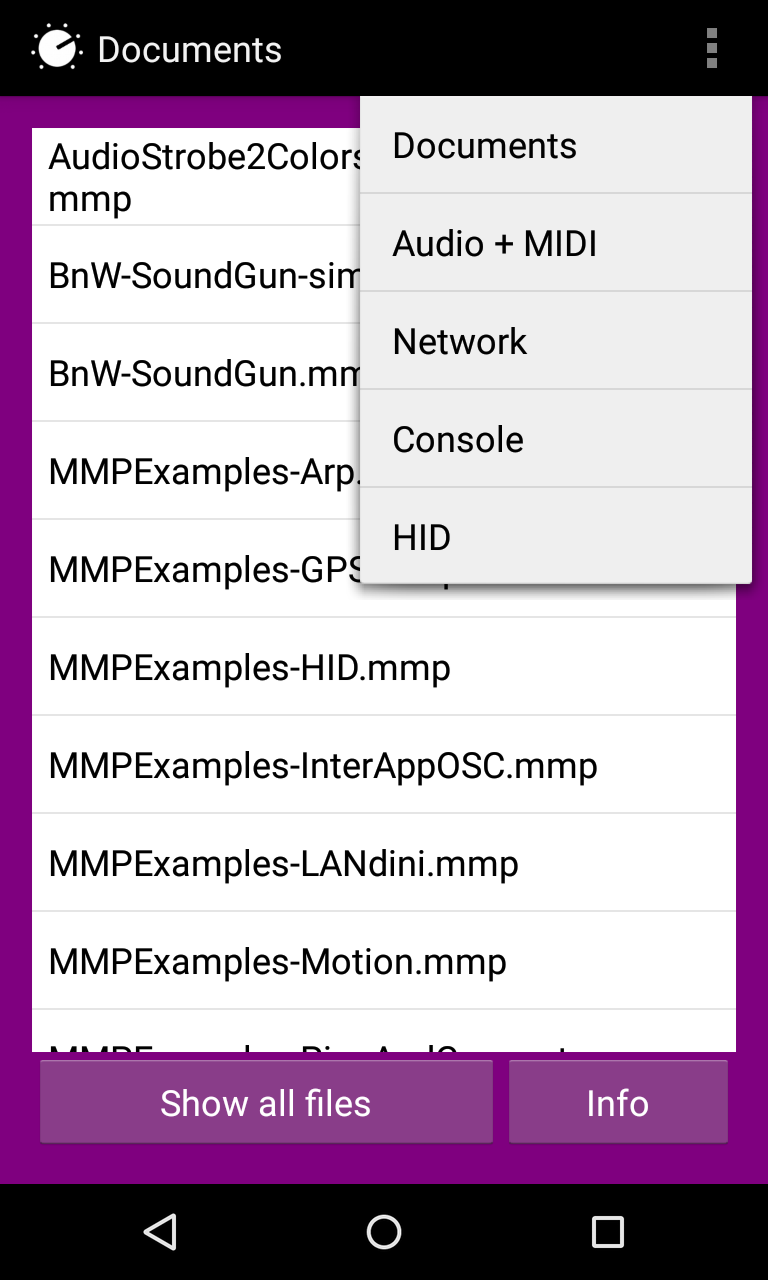 Documents
Documents
Audio + MIDI
Network
Console
HID
AudioStrobe2Colors
mmp
BnW-SoundGun-sim
BnW-SoundGun.mm
MMPExamples-Arp.
MMPExamples-GPS
MMPExamples-HID.mmp
MMPExamples-InterAppOSC.mmp
MMPExamples-LANdini.mmp
MMPExamples-Motion.mmp
Show all files
Info